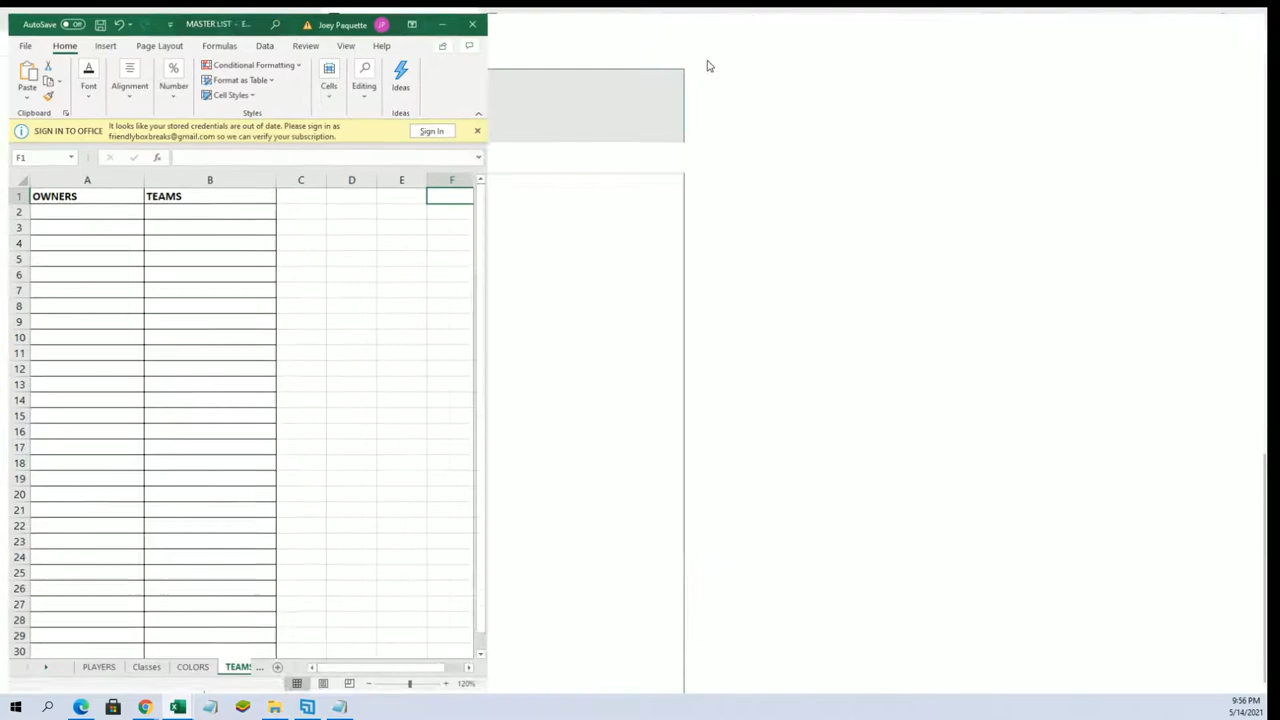 AutoSave Off MASTER LIST - E... Joey Paquette JP
File Home Insert Page Layout Formulas Data Review View Help
Paste Font Alignment Number Conditional Formatting Format as Table Cell Styles Cells Editing Ideas
Clipboard Styles Ideas
SIGN IN TO OFFICE It looks like your stored credentials are out of date. Please sign in as
friendlyboxbreaks@gmail.com so we can verify your subscription. Sign In
F1 fx
A B C D E F
1 OWNERS TEAMS
2
3
4
5
6
7
8
9
10
11
12
13
14
15
16
17
18
19
20
21
22
23
24
25
26
27
28
29
30
PLAYERS Classes COLORS TEAMS ...
120%
9:56 PM
5/14/2021